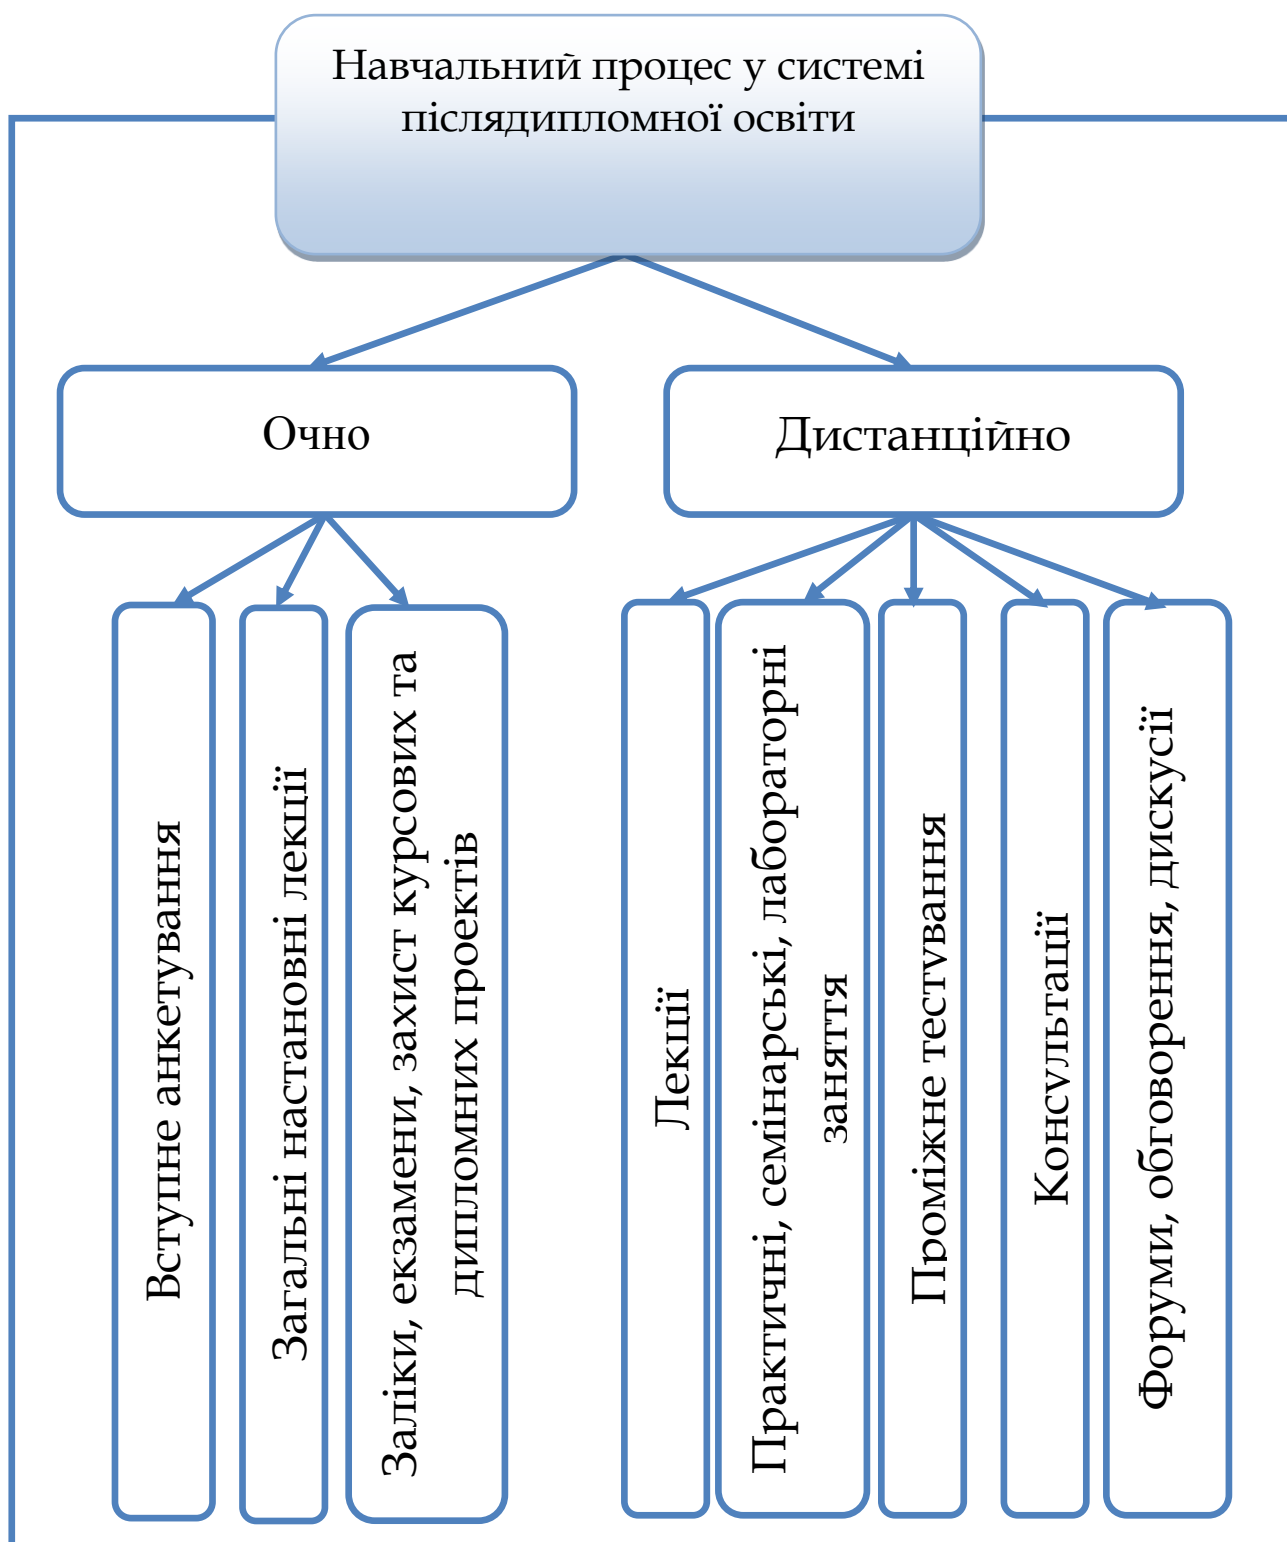 Навчальний процес у системі
післядипломної освіти
Очно
Дистанційно
Вступне анкетування
Загальні настановні лекції
Заліки, екзамени, захист курсових та
дипломних проектів
Лекції
Практичні, семінарські, лабораторні
заняття
Проміжне тестування
Консультації
Форуми, обговорення, дискусії